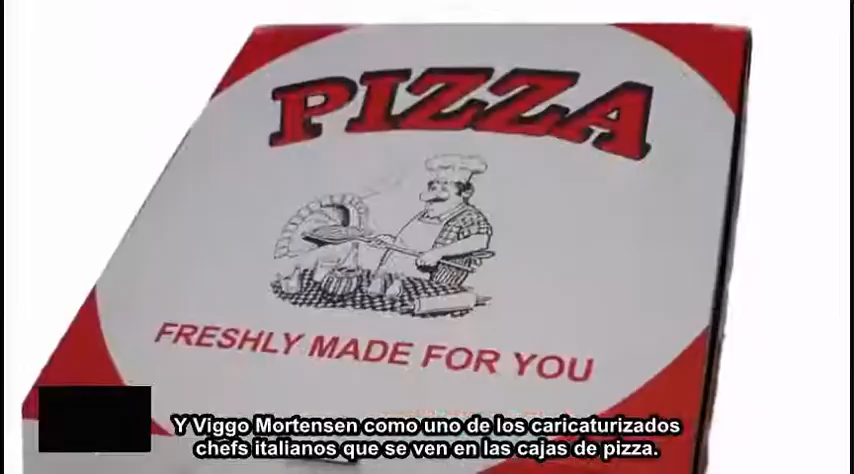 PIZZA
FRESHLY MADE FOR YOU
Y Viggo Mortensen como uno de los caricaturizados
chefs italianos que se ven en las cajas de pizza.